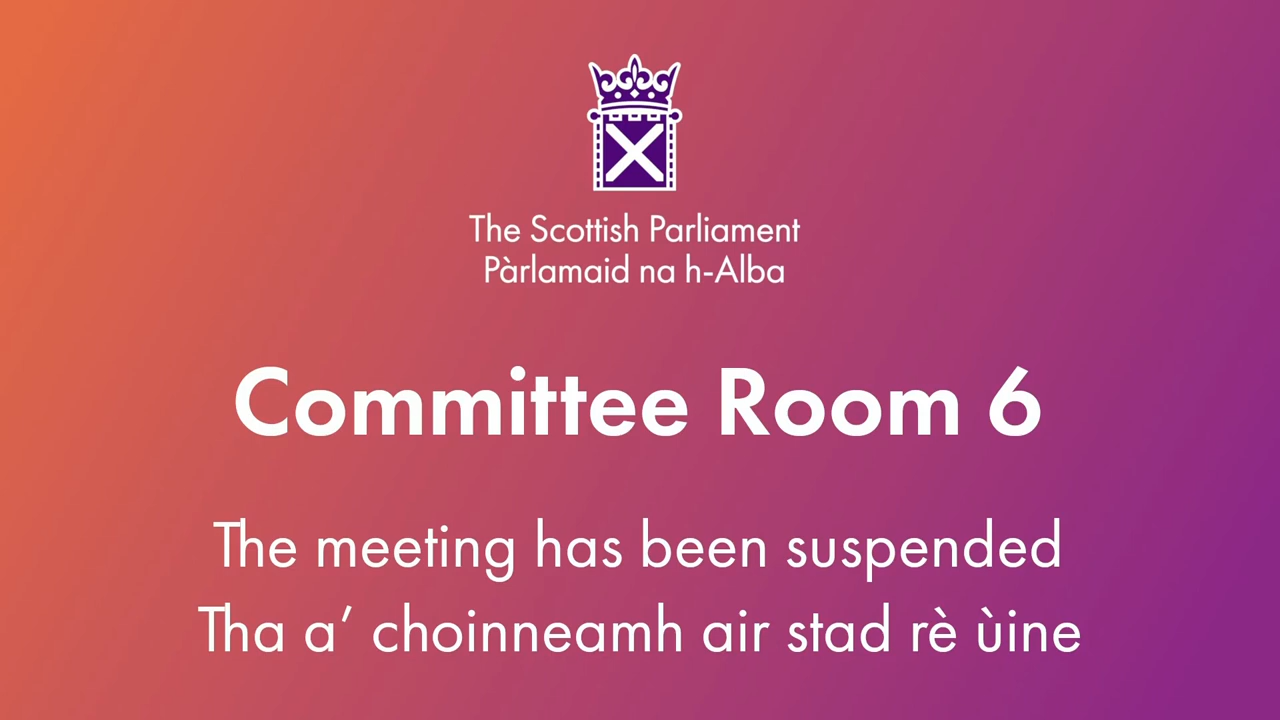 The Scottish Parliament
Pàrlamaid na h-Alba
Committee Room 6
The meeting has been suspended
Tha a’ choinneamh air stad rè ùine